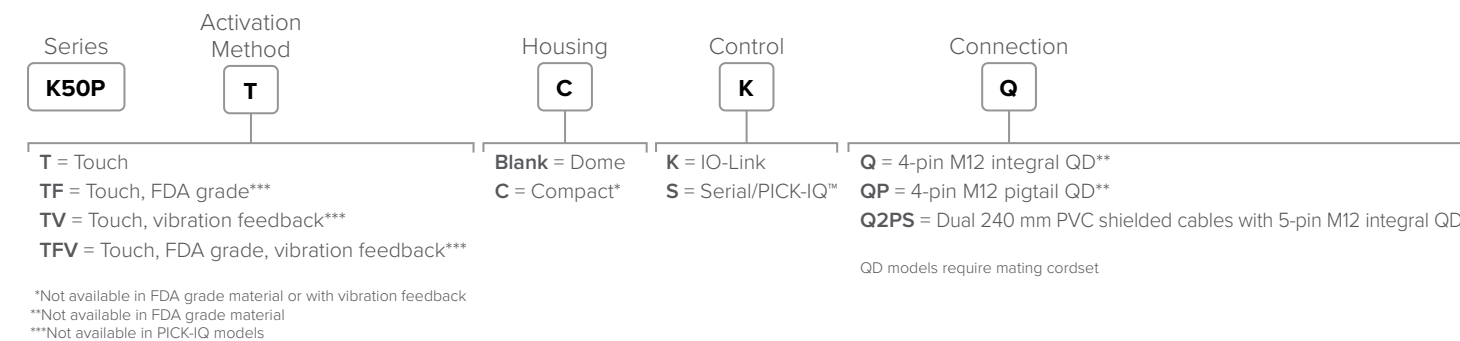 Series
Activation
Method
Housing
Control
Connection
K50P
T
C
K
Q
T = Touch
TF = Touch, FDA grade***
TV = Touch, vibration feedback***
TFV = Touch, FDA grade, vibration feedback***
Blank = Dome
C = Compact*
K = IO-Link
S = Serial/PICK-IQ™
Q = 4-pin M12 integral QD**
QP = 4-pin M12 pigtail QD**
Q2PS = Dual 240 mm PVC shielded cables with 5-pin M12 integral QD
QD models require mating cordset
*Not available in FDA grade material or with vibration feedback
**Not available in FDA grade material
***Not available in PICK-IQ models